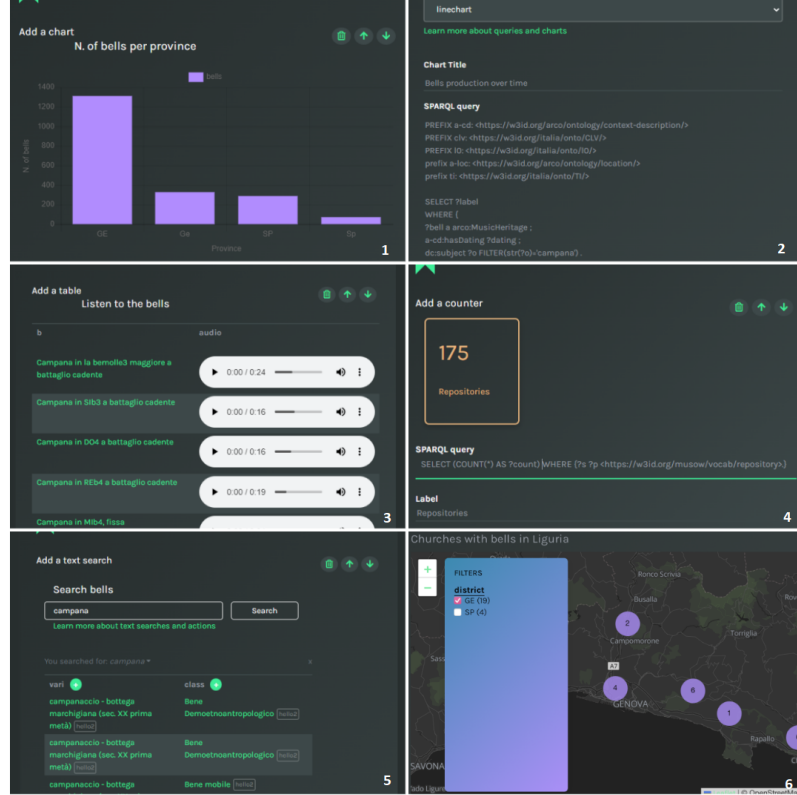 Add a chart
N. of bells per province
bells
1400
1200
1000
800
600
400
200
0
N. of bells
GE
Ge
SP
Sp
Province
1
linechart
Learn more about queries and charts
Chart Title
Bells production over time
SPARQL query
PREFIX a-cd: <https://w3id.org/arco/ontology/context-description/>
PREFIX clv: <https://w3id.org/italia/onto/CLV/>
PREFIX l0: <https://w3id.org/italia/onto/l0/>
prefix a-loc: <https://w3id.org/arco/ontology/location/>
prefix ti: <https://w3id.org/italia/onto/TI/>
SELECT ?label
WHERE {
?bell a arco:MusicHeritage ;
a-cd:hasDating ?dating ;
dc:subject ?o FILTER(str(?o)='campana') .
2
Add a table
Listen to the bells
b
audio
Campana in la bemolle3 maggiore a
battaglio cadente
0:00 / 0:24
Campana in SIb3 a battaglio cadente
0:00 / 0:16
Campana in DO4 a battaglio cadente
0:00 / 0:16
Campana in REb4 a battaglio cadente
0:00 / 0:19
Campana in MIb4, fissa
3
Add a counter
175
Repositories
SPARQL query
SELECT (COUNT(*) AS ?count) WHERE {?s ?p <https://w3id.org/musow/vocab/repository>.}
Label
Repositories
4
Add a text search
Search bells
campana
Search
Learn more about text searches and actions
You searched for: campana
x
vari
class
campanaccio - bottega
marchigiana (sec. XX prima
metà) hello2
Bene
Demoetnoantropologico hello2
campanaccio - bottega
marchigiana (sec. XX prima
metà) hello2
Bene
Demoetnoantropologico hello2
campanaccio - bottega
Bene mobile hello2
5
Churches with bells in Liguria
+
−
FILTERS
district
GE (19)
SP (4)
Ronco Scrivia
Busalla
2
Campomorone
Torriglia
A7
4
GENOVA
6
1
Rapallo
SAVONA
© OpenStreetMa
6